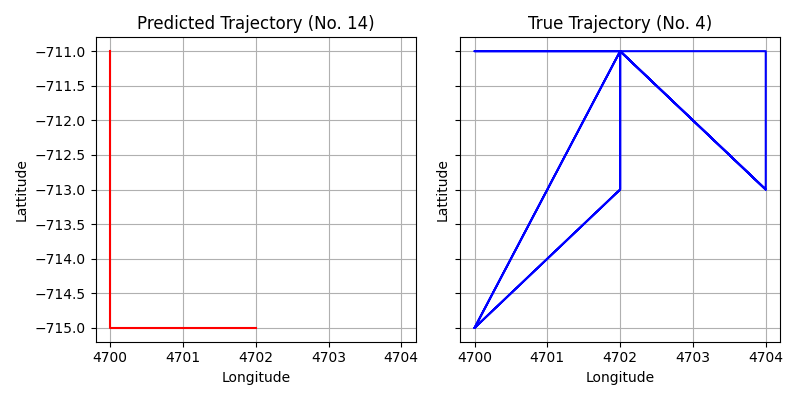 Predicted Trajectory (No. 14)
True Trajectory (No. 4)
Lattitude
−711.0
−711.5
−712.0
−712.5
−713.0
−713.5
−714.0
−714.5
−715.0
4700 4701 4702 4703 4704
Longitude
Lattitude
4700 4701 4702 4703 4704
Longitude